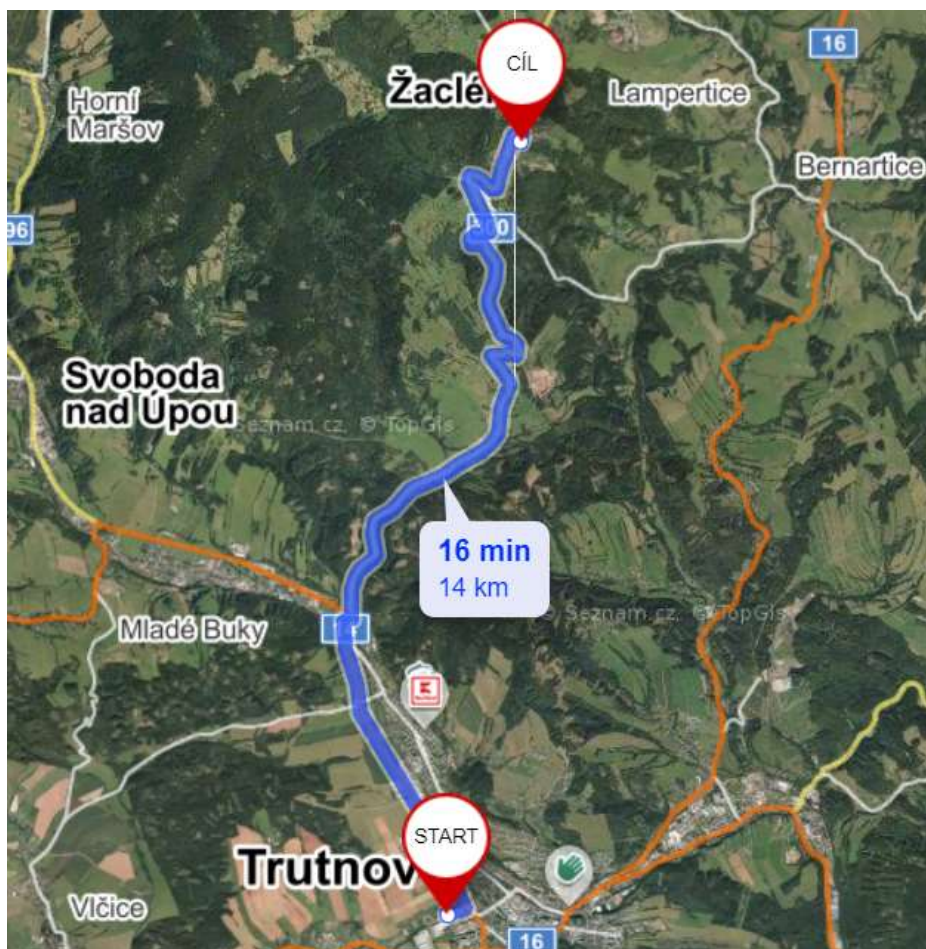 CÍL
16
Žaclé
Lampertice
Horní
Maršov
Bernartice
96
Svoboda
nad Úpou
Seznam.cz, © TopGis
16 min
14 km
© Seznam.cz, © TopGis
Mladé Buky
START
Trutnov
Vlčice
16